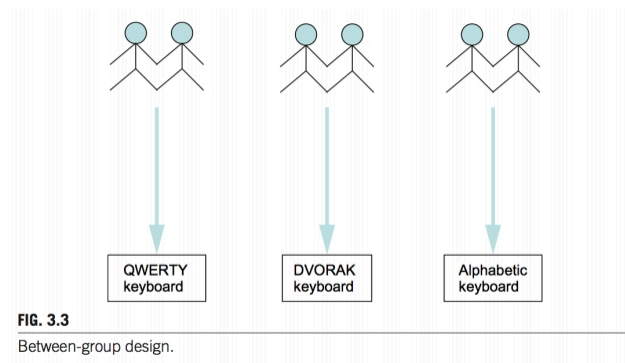 QWERTY
keyboard
DVORAK
keyboard
Alphabetic
keyboard
FIG. 3.3
Between-group design.